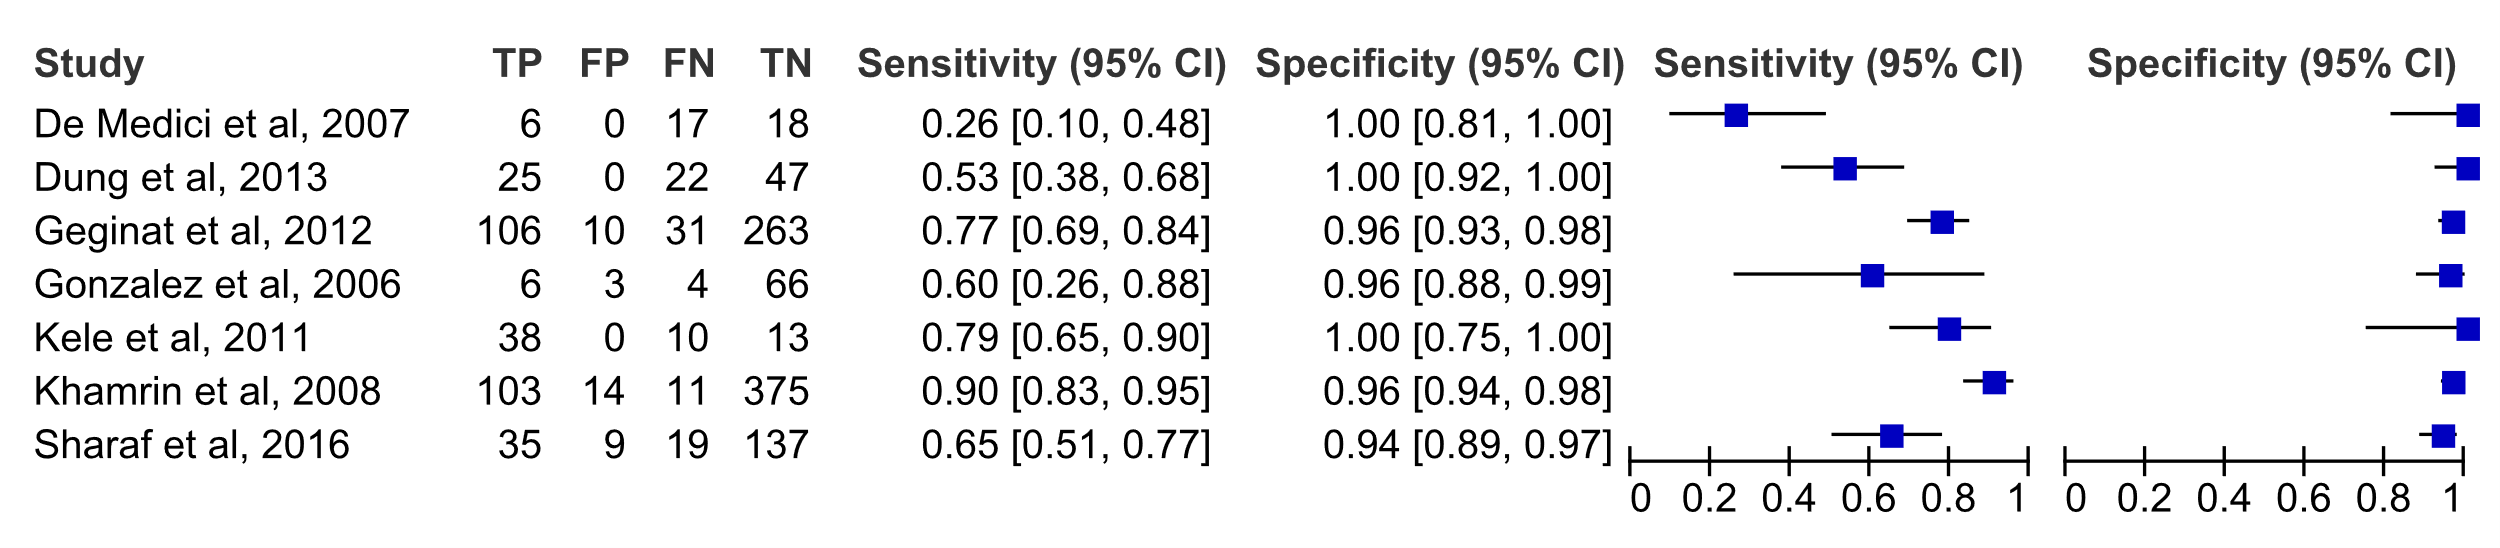 Study TP FP FN TN Sensitivity (95% CI) Specificity (95% CI) Sensitivity (95% CI) Specificity (95% CI)
De Medici et al, 2007 6 0 17 18 0.26 [0.10, 0.48] 1.00 [0.81, 1.00]
Dung et al, 2013 25 0 22 47 0.53 [0.38, 0.68] 1.00 [0.92, 1.00]
Geginat et al, 2012 106 10 31 263 0.77 [0.69, 0.84] 0.96 [0.93, 0.98]
Gonzalez et al, 2006 6 3 4 66 0.60 [0.26, 0.88] 0.96 [0.88, 0.99]
Kele et al, 2011 38 0 10 13 0.79 [0.65, 0.90] 1.00 [0.75, 1.00]
Khamrin et al, 2008 103 14 11 375 0.90 [0.83, 0.95] 0.96 [0.94, 0.98]
Sharaf et al, 2016 35 9 19 137 0.65 [0.51, 0.77] 0.94 [0.89, 0.97]
0 0.2 0.4 0.6 0.8 1 0 0.2 0.4 0.6 0.8 1